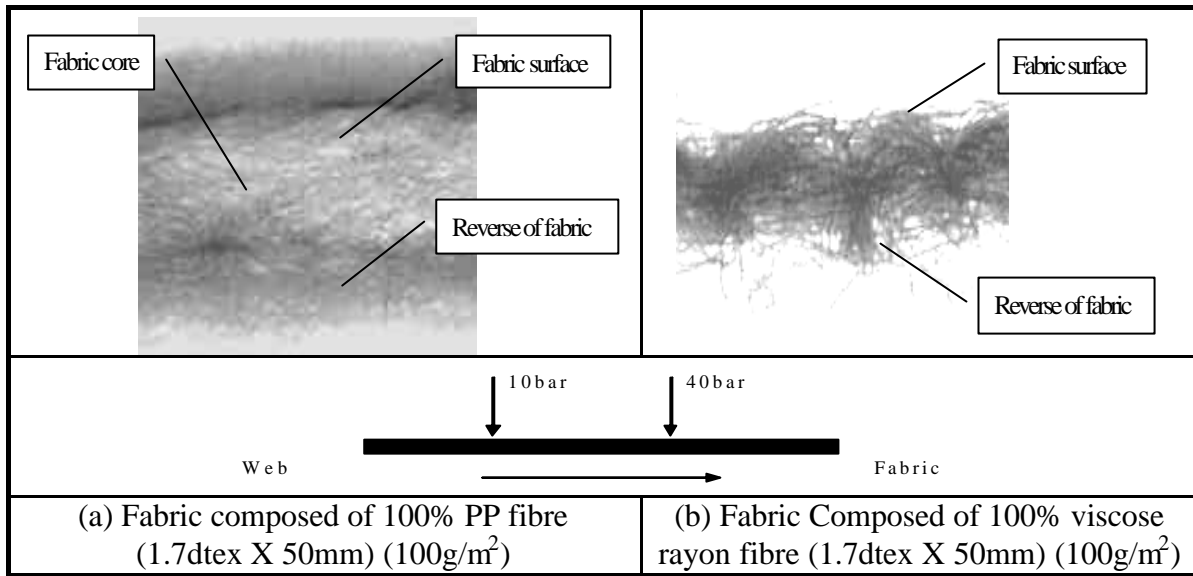 Fabric core
Fabric surface
Reverse of fabric
Fabric surface
Reverse of fabric
10bar
40bar
Web
Fabric
(a) Fabric composed of 100% PP fibre
(1.7dtex X 50mm) (100g/m²)
(b) Fabric Composed of 100% viscose
rayon fibre (1.7dtex X 50mm) (100g/m²)